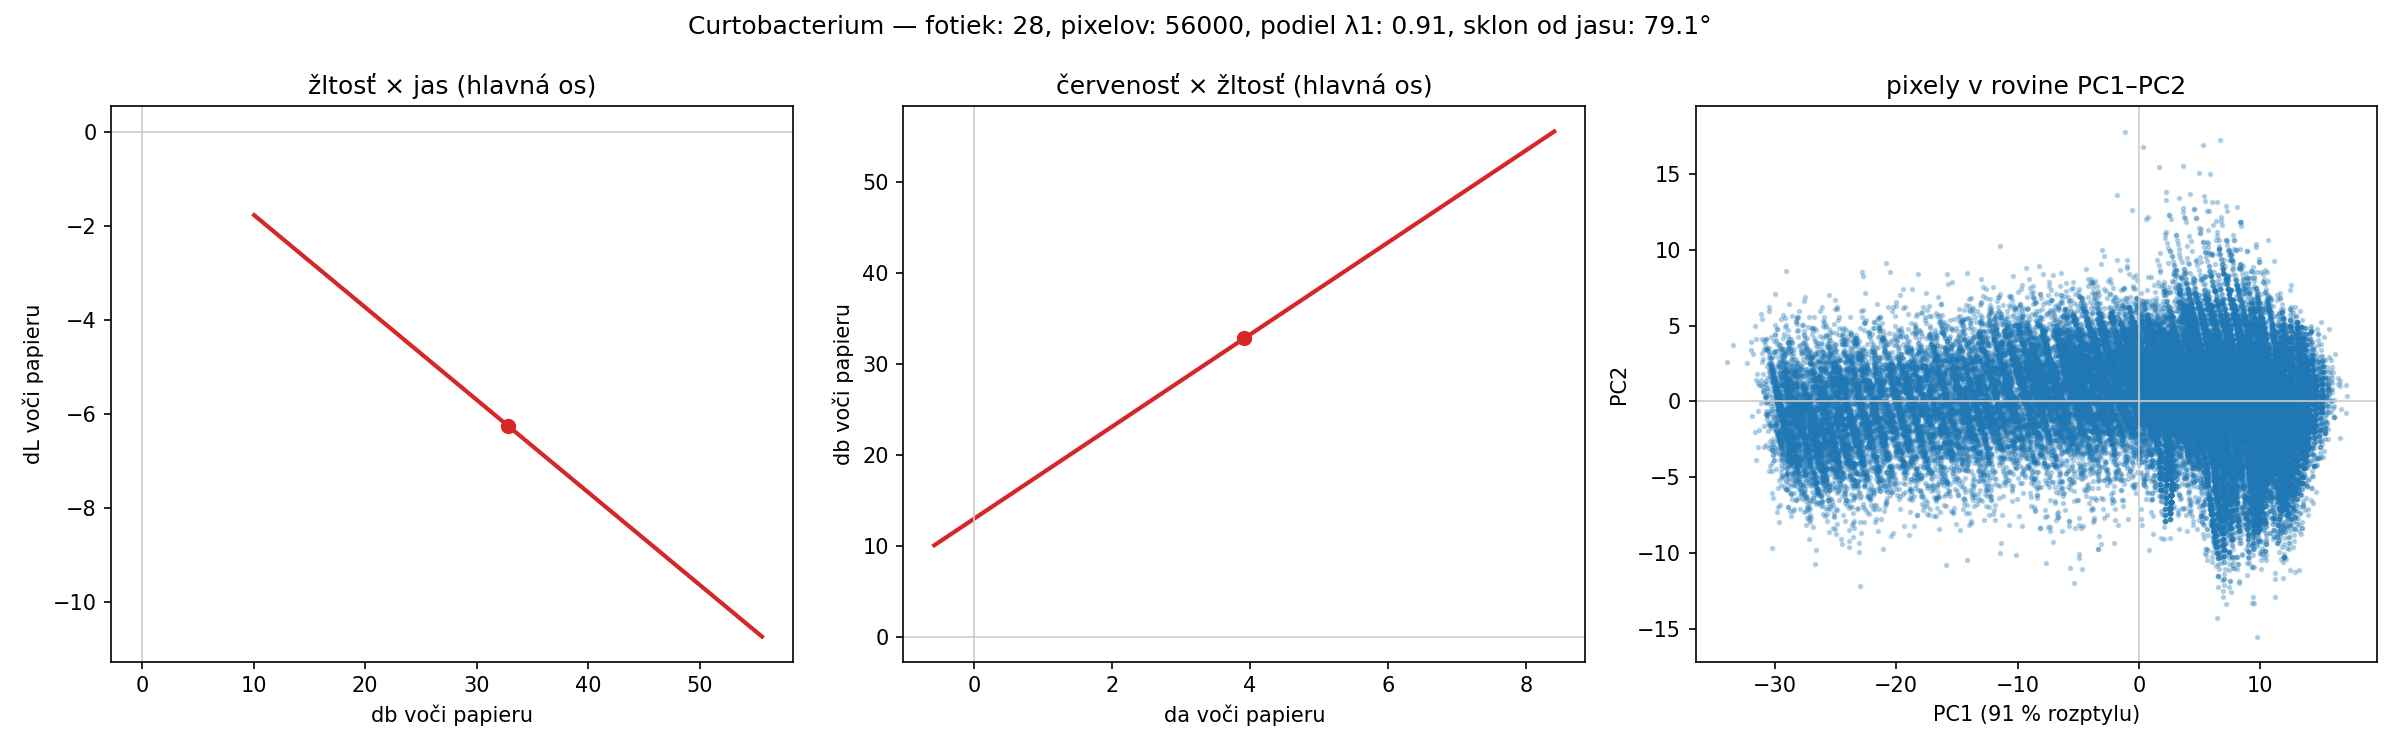 Curtobacterium — fotiek: 28, pixelov: 56000, podiel λ1: 0.91, sklon od jasu: 79.1°
žltosť × jas (hlavná os)
0
−2
−4
−6
−8
−10
dL voči papieru
0 10 20 30 40 50
db voči papieru
červenosť × žltosť (hlavná os)
50
40
30
20
10
0
db voči papieru
0 2 4 6 8
da voči papieru
pixely v rovine PC1–PC2
15
10
5
0
−5
−10
−15
PC2
−30 −20 −10 0 10
PC1 (91 % rozptylu)